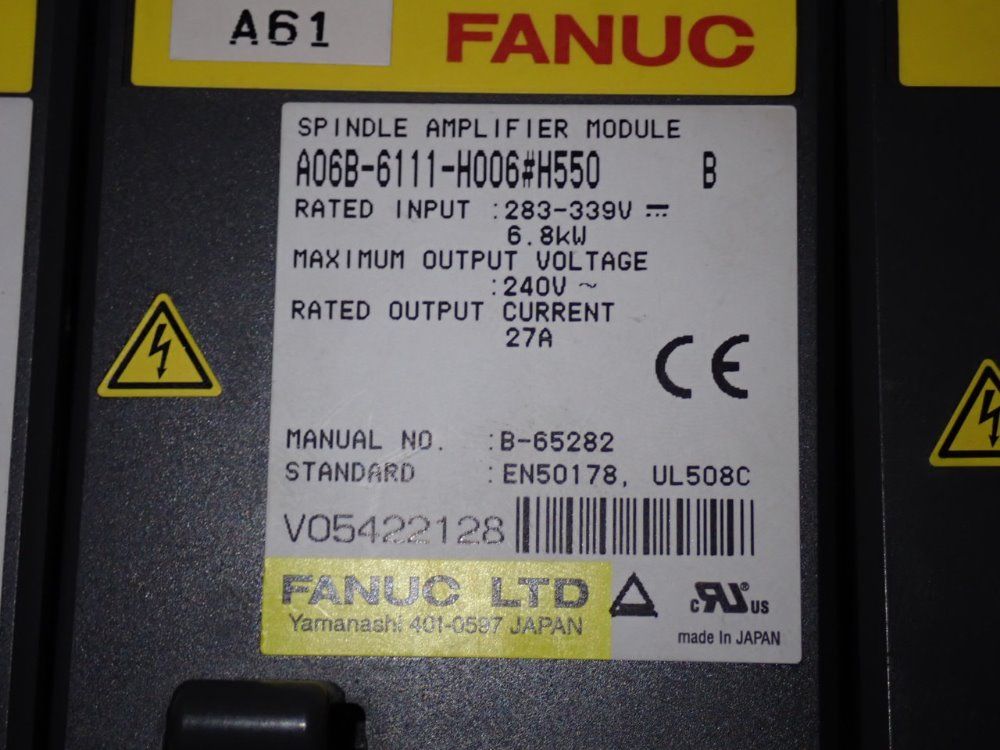 A61
FANUC
SPINDLE AMPLIFIER MODULE
A06B-6111-H006#H550 B
RATED INPUT :283-339V ⎓
6.8kW
MAXIMUM OUTPUT VOLTAGE
:240V ~
RATED OUTPUT CURRENT
27A
CE
MANUAL NO. :B-65282
STANDARD :EN50178, UL508C
V05422128
FANUC LTD
Yamanashi 401-0597 JAPAN
c RU® US
made In JAPAN